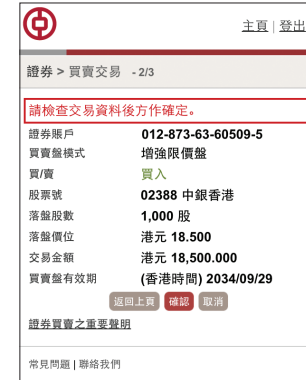 主頁 | 登出
證券 > 買賣交易 - 2/3
請檢查交易資料後方作確定。
證券賬戶 012-873-63-60509-5
買賣盤模式 增強限價盤
買/賣 買入
股票號 02388 中銀香港
落盤股數 1,000 股
落盤價位 港元 18.500
交易金額 港元 18,500.000
買賣盤有效期 (香港時間) 2034/09/29
返回上頁 確認 取消
證券買賣之重要聲明
常見問題 | 聯絡我們